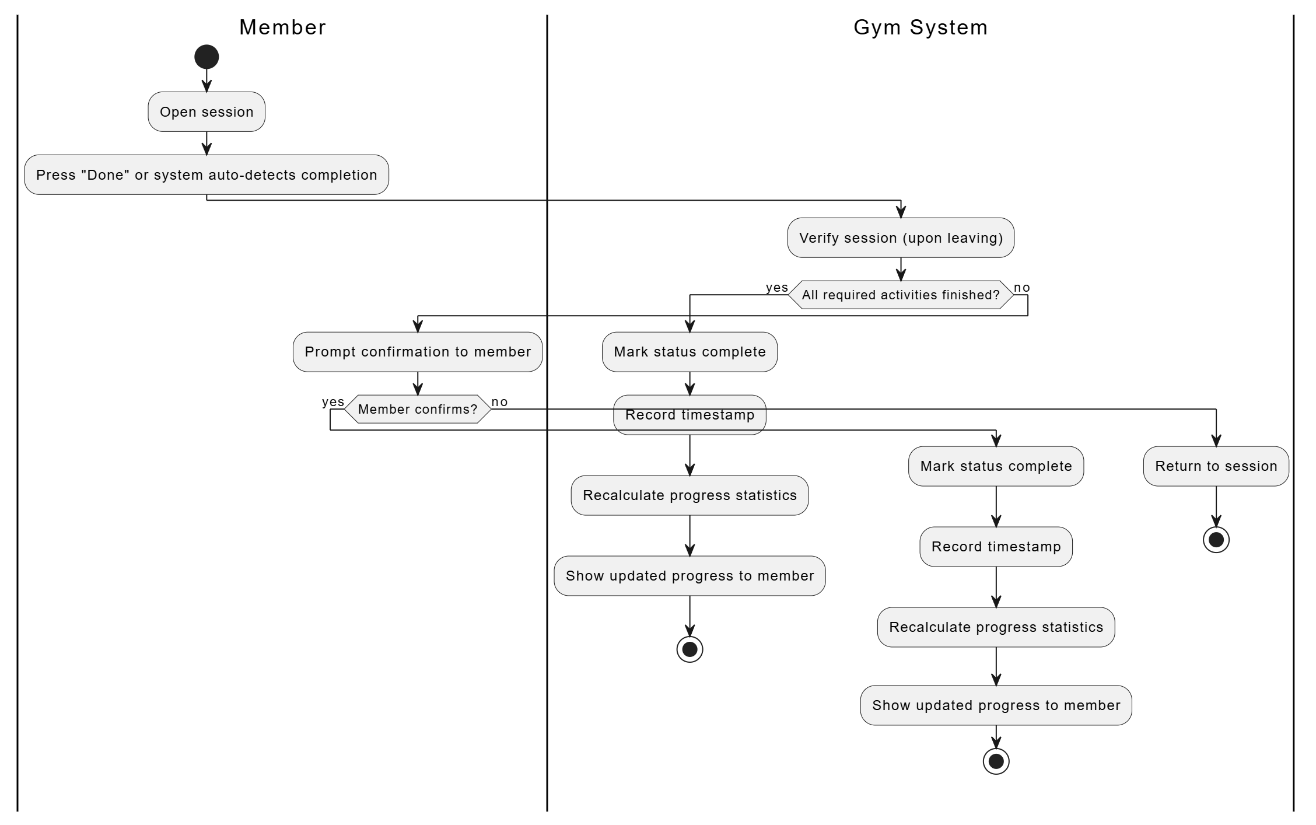 Member
Gym System
Open session
Press "Done" or system auto-detects completion
Verify session (upon leaving)
yes
All required activities finished?
no
Prompt confirmation to member
Mark status complete
yes
Member confirms?
no
Record timestamp
Mark status complete
Return to session
Recalculate progress statistics
Record timestamp
Show updated progress to member
Recalculate progress statistics
Show updated progress to member